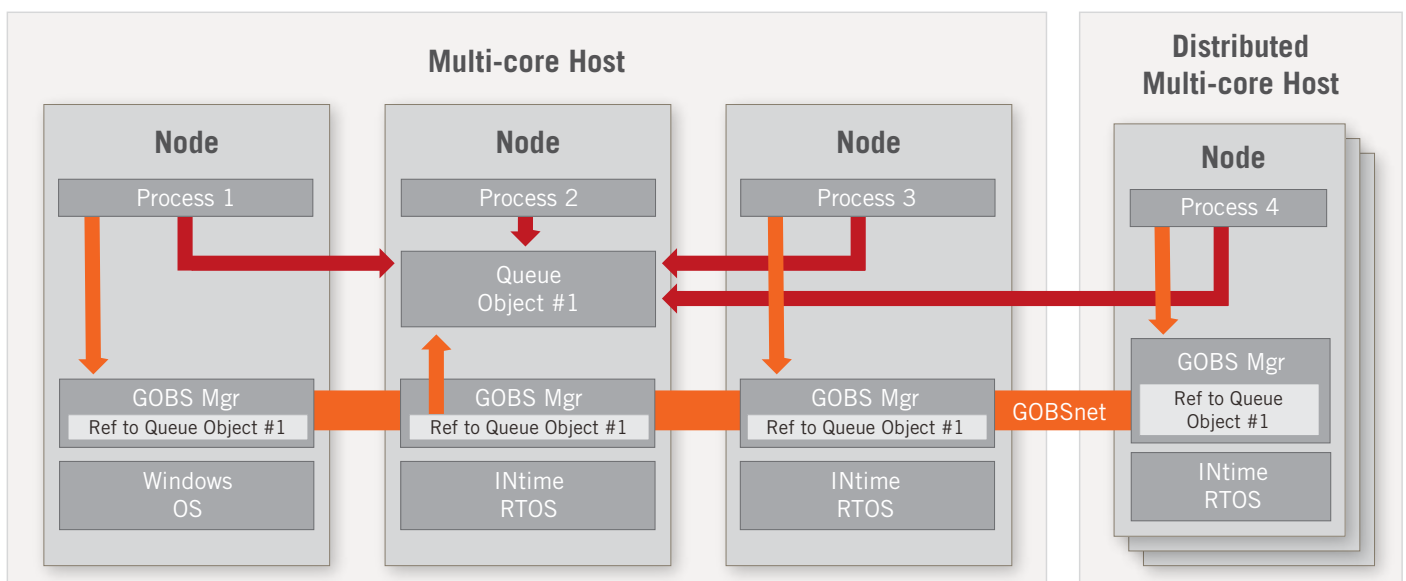 Multi-core Host
Node
Process 1
GOBS Mgr
Ref to Queue Object #1
Windows
OS
Node
Process 2
Queue
Object #1
GOBS Mgr
Ref to Queue Object #1
INtime
RTOS
Node
Process 3
GOBS Mgr
Ref to Queue Object #1
INtime
RTOS
GOBSnet
Distributed
Multi-core Host
Node
Process 4
GOBS Mgr
Ref to Queue
Object #1
INtime
RTOS